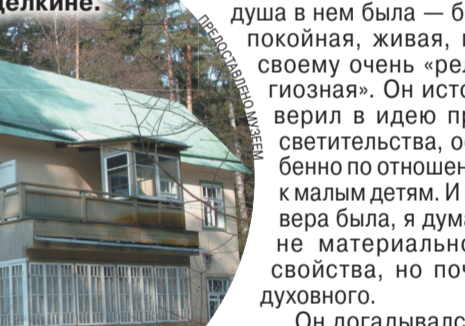 делкине.
ПРЕДОСТАВЛЕНО МУЗЕЕМ
душа в нем была — б
покойная, живая,
своему очень «рел
гиозная». Он исто
верил в идею пр
светительства, о
бенно по отношен
к малым детям. И
вера была, я дума
не материально
свойства, но поч
духовного.
Он догадывалс